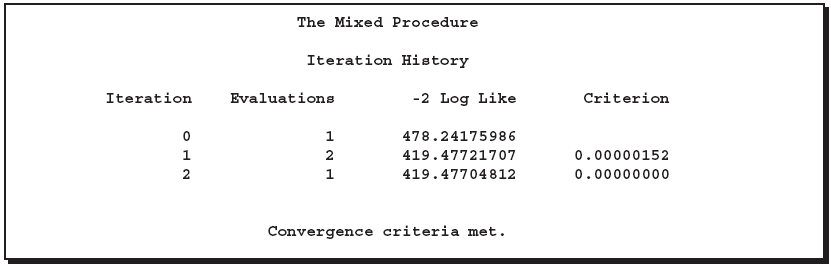 The Mixed Procedure
Iteration History
Iteration Evaluations -2 Log Like Criterion
0 1 478.24175986
1 2 419.47721707 0.00000152
2 1 419.47704812 0.00000000
Convergence criteria met.